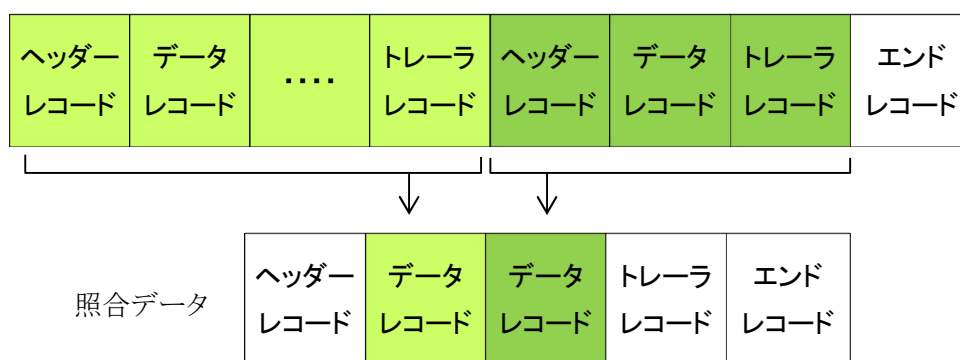 ヘッダー データ ‥‥ トレーラ ヘッダー データ トレーラ エンド
レコード レコード レコード レコード レコード レコード レコード
ヘッダー データ データ トレーラ エンド
照合データ
レコード レコード レコード レコード レコード